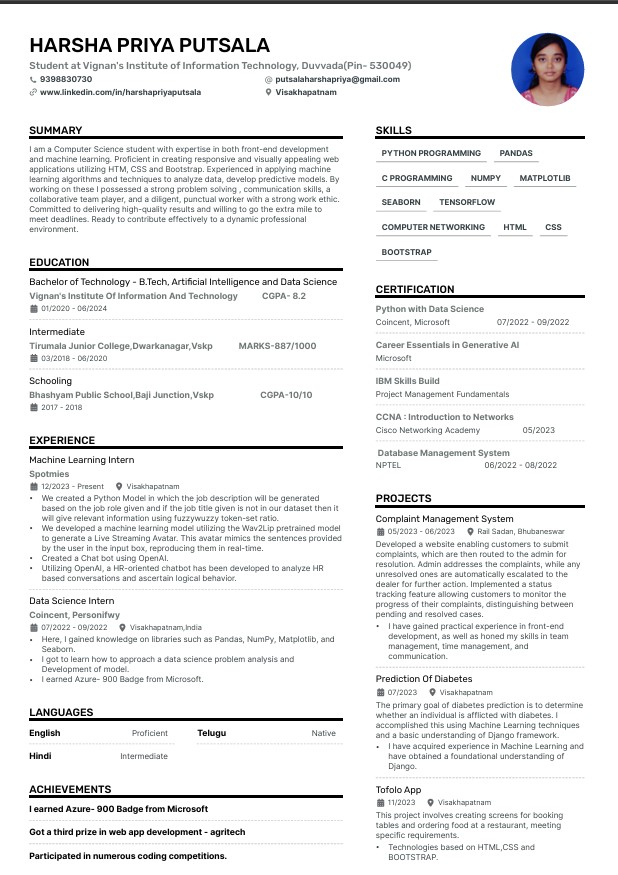 HARSHA PRIYA PUTSALA
Student at Vignan's Institute of Information Technology, Duvvada(Pin- 530049)
9398830730
putsalaharshapriya@gmail.com
www.linkedin.com/in/harshapriyaputsala
Visakhapatnam
SUMMARY
I am a Computer Science student with expertise in both front-end development
and machine learning. Proficient in creating responsive and visually appealing web
applications utilizing HTM, CSS and Bootstrap. Experienced in applying machine
learning algorithms and techniques to analyze data, develop predictive models. By
working on these I possessed a strong problem solving , communication skills, a
collaborative team player, and a diligent, punctual worker with a strong work ethic.
Committed to delivering high-quality results and willing to go the extra mile to
meet deadlines. Ready to contribute effectively to a dynamic professional
environment.
EDUCATION
Bachelor of Technology - B.Tech, Artificial Intelligence and Data Science
Vignan's Institute Of Information And Technology CGPA- 8.2
01/2020 - 06/2024
Intermediate
Tirumala Junior College,Dwarkanagar,Vskp MARKS-887/1000
03/2018 - 06/2020
Schooling
Bhashyam Public School,Baji Junction,Vskp CGPA-10/10
2017 - 2018
EXPERIENCE
Machine Learning Intern
Spotmies
12/2023 - Present Visakhapatnam
• We created a Python Model in which the job description will be generated
based on the job role given and if the job title given is not in our dataset then it
will give relevant information using fuzzywuzzy token-set ratio.
• We developed a machine learning model utilizing the Wav2Lip pretrained model
to generate a Live Streaming Avatar. This avatar mimics the sentences provided
by the user in the input box, reproducing them in real-time.
• Created a Chat bot using OpenAI.
• Utilizing OpenAI, a HR-oriented chatbot has been developed to analyze HR
based conversations and ascertain logical behavior.
Data Science Intern
Coincent, Personifwy
07/2022 - 09/2022 Visakhapatnam,India
• Here, I gained knowledge on libraries such as Pandas, NumPy, Matplotlib, and
Seaborn.
• I got to learn how to approach a data science problem analysis and
Development of model.
• I earned Azure- 900 Badge from Microsoft.
LANGUAGES
English Proficient Telugu Native
Hindi Intermediate
ACHIEVEMENTS
I earned Azure- 900 Badge from Microsoft
Got a third prize in web app development - agritech
Participated in numerous coding competitions.
SKILLS
PYTHON PROGRAMMING PANDAS
C PROGRAMMING NUMPY MATPLOTLIB
SEABORN TENSORFLOW
COMPUTER NETWORKING HTML CSS
BOOTSTRAP
CERTIFICATION
Python with Data Science
Coincent, Microsoft 07/2022 - 09/2022
Career Essentials in Generative AI
Microsoft
IBM Skills Build
Project Management Fundamentals
CCNA : Introduction to Networks
Cisco Networking Academy 05/2023
Database Management System
NPTEL 06/2022 - 08/2022
PROJECTS
Complaint Management System
05/2023 - 06/2023 Rail Sadan, Bhubaneswar
Developed a website enabling customers to submit
complaints, which are then routed to the admin for
resolution. Admin addresses the complaints, while any
unresolved ones are automatically escalated to the
dealer for further action. Implemented a status
tracking feature allowing customers to monitor the
progress of their complaints, distinguishing between
pending and resolved cases.
• I have gained practical experience in front-end
development, as well as honed my skills in team
management, time management, and
communication.
Prediction Of Diabetes
07/2023 Visakhapatnam
The primary goal of diabetes prediction is to determine
whether an individual is afflicted with diabetes. I
accomplished this using Machine Learning techniques
and a basic understanding of Django framework.
• I have acquired experience in Machine Learning and
have obtained a foundational understanding of
Django.
Tofolo App
11/2023 Visakhapatnam
This project involves creating screens for booking
tables and ordering food at a restaurant, meeting
specific requirements.
• Technologies based on HTML,CSS and
BOOTSTRAP.